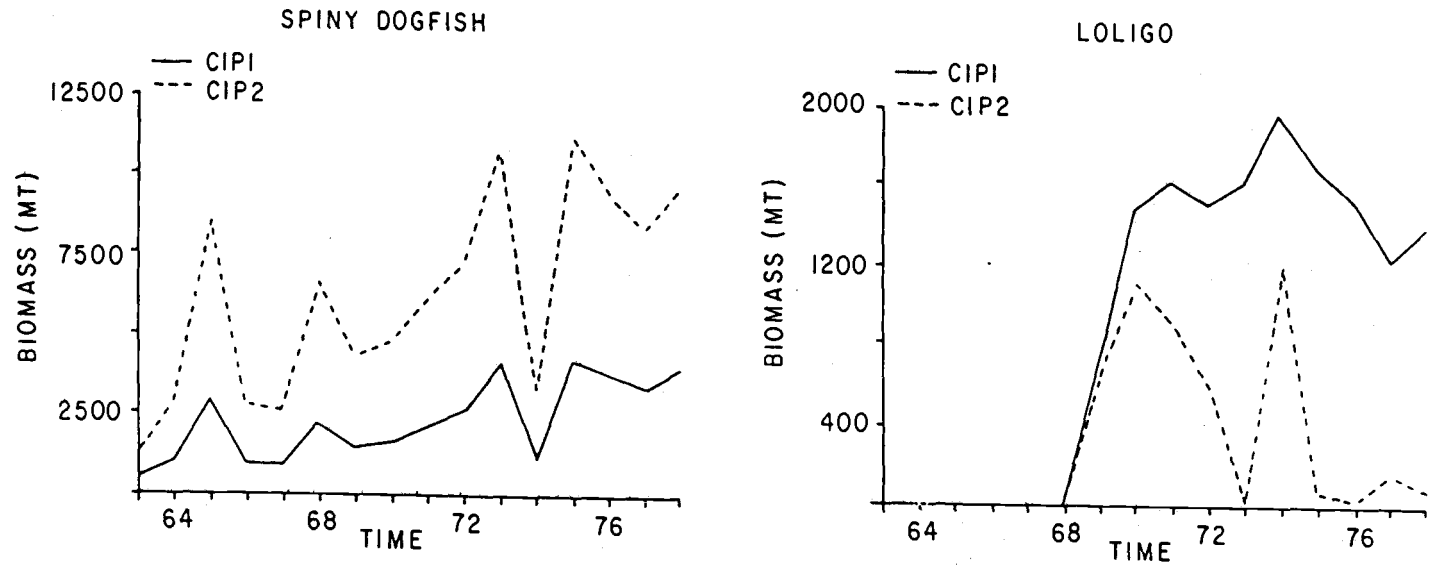 SPINY DOGFISH
CIP1
CIP2
12500
7500
2500
BIOMASS (MT)
64
68
72
76
TIME
LOLIGO
CIP1
CIP2
2000
1200
400
BIOMASS (MT)
64
68
72
76
TIME